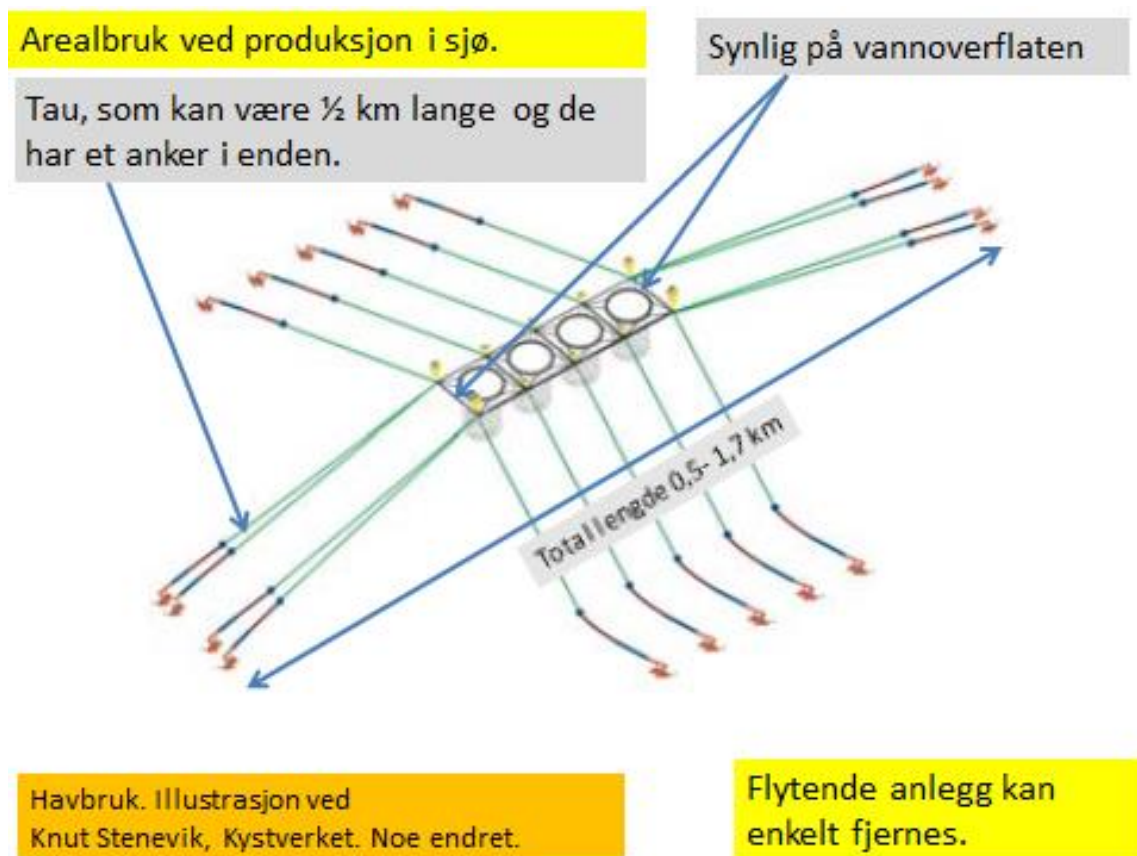 Arealbruk ved produksjon i sjø.
Synlig på vannoverflaten
Tau, som kan være ½ km lange og de
har et anker i enden.
Total lengde 0,5- 1,7 km
Havbruk. Illustrasjon ved
Knut Stenevik, Kystverket. Noe endret.
Flytende anlegg kan
enkelt fjernes.